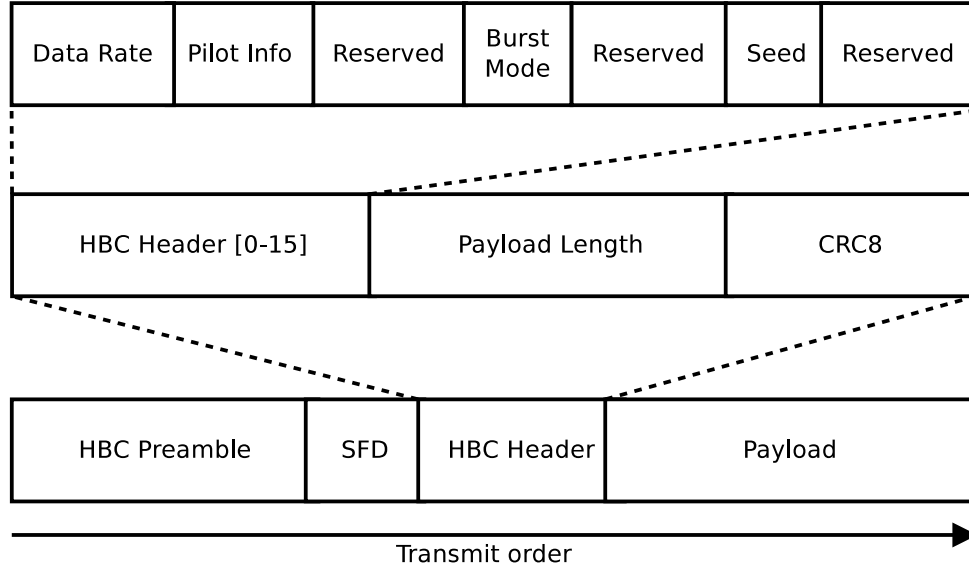 Data Rate Pilot Info Reserved Burst Mode Reserved Seed Reserved
HBC Header [0-15] Payload Length CRC8
HBC Preamble SFD HBC Header Payload
Transmit order